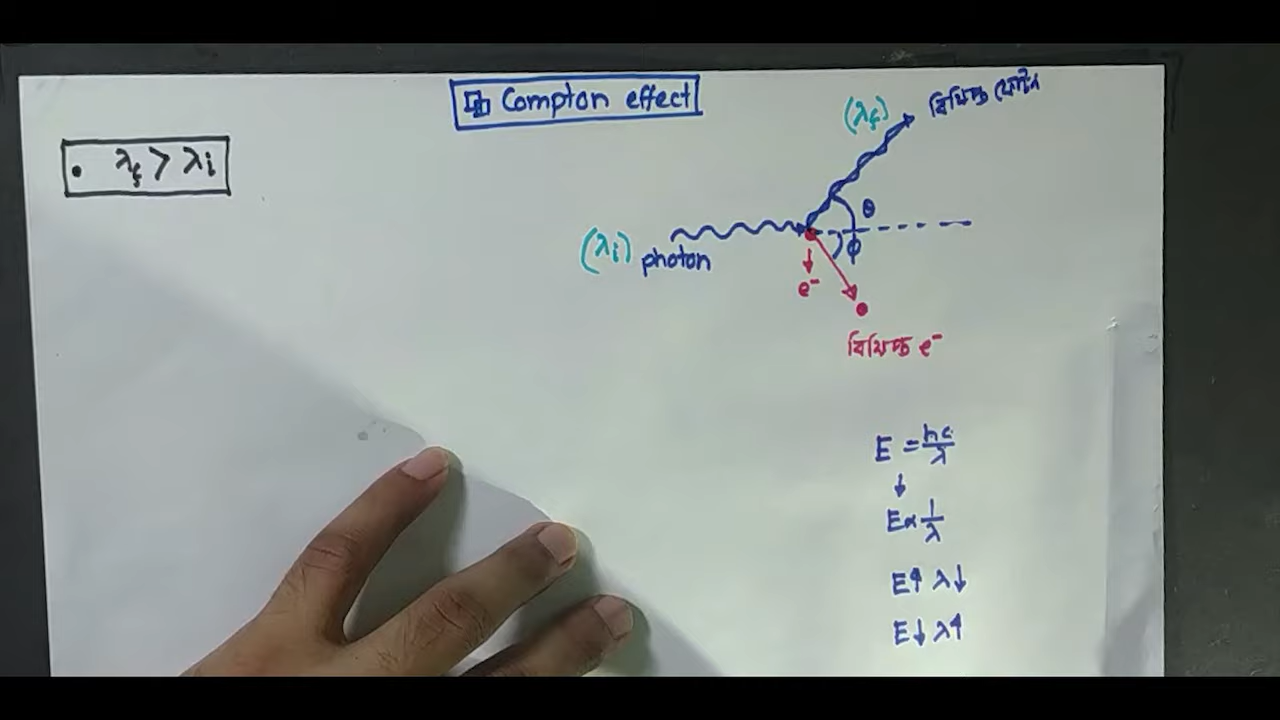 Compton effect
λf > λi
(λf) বিক্ষিপ্ত ফোটন
θ
(λi) photon
φ
e⁻
বিক্ষিপ্ত e⁻
E = hc/λ
↓
E ∝ 1/λ
E↑ λ↓
E↓ λ↑